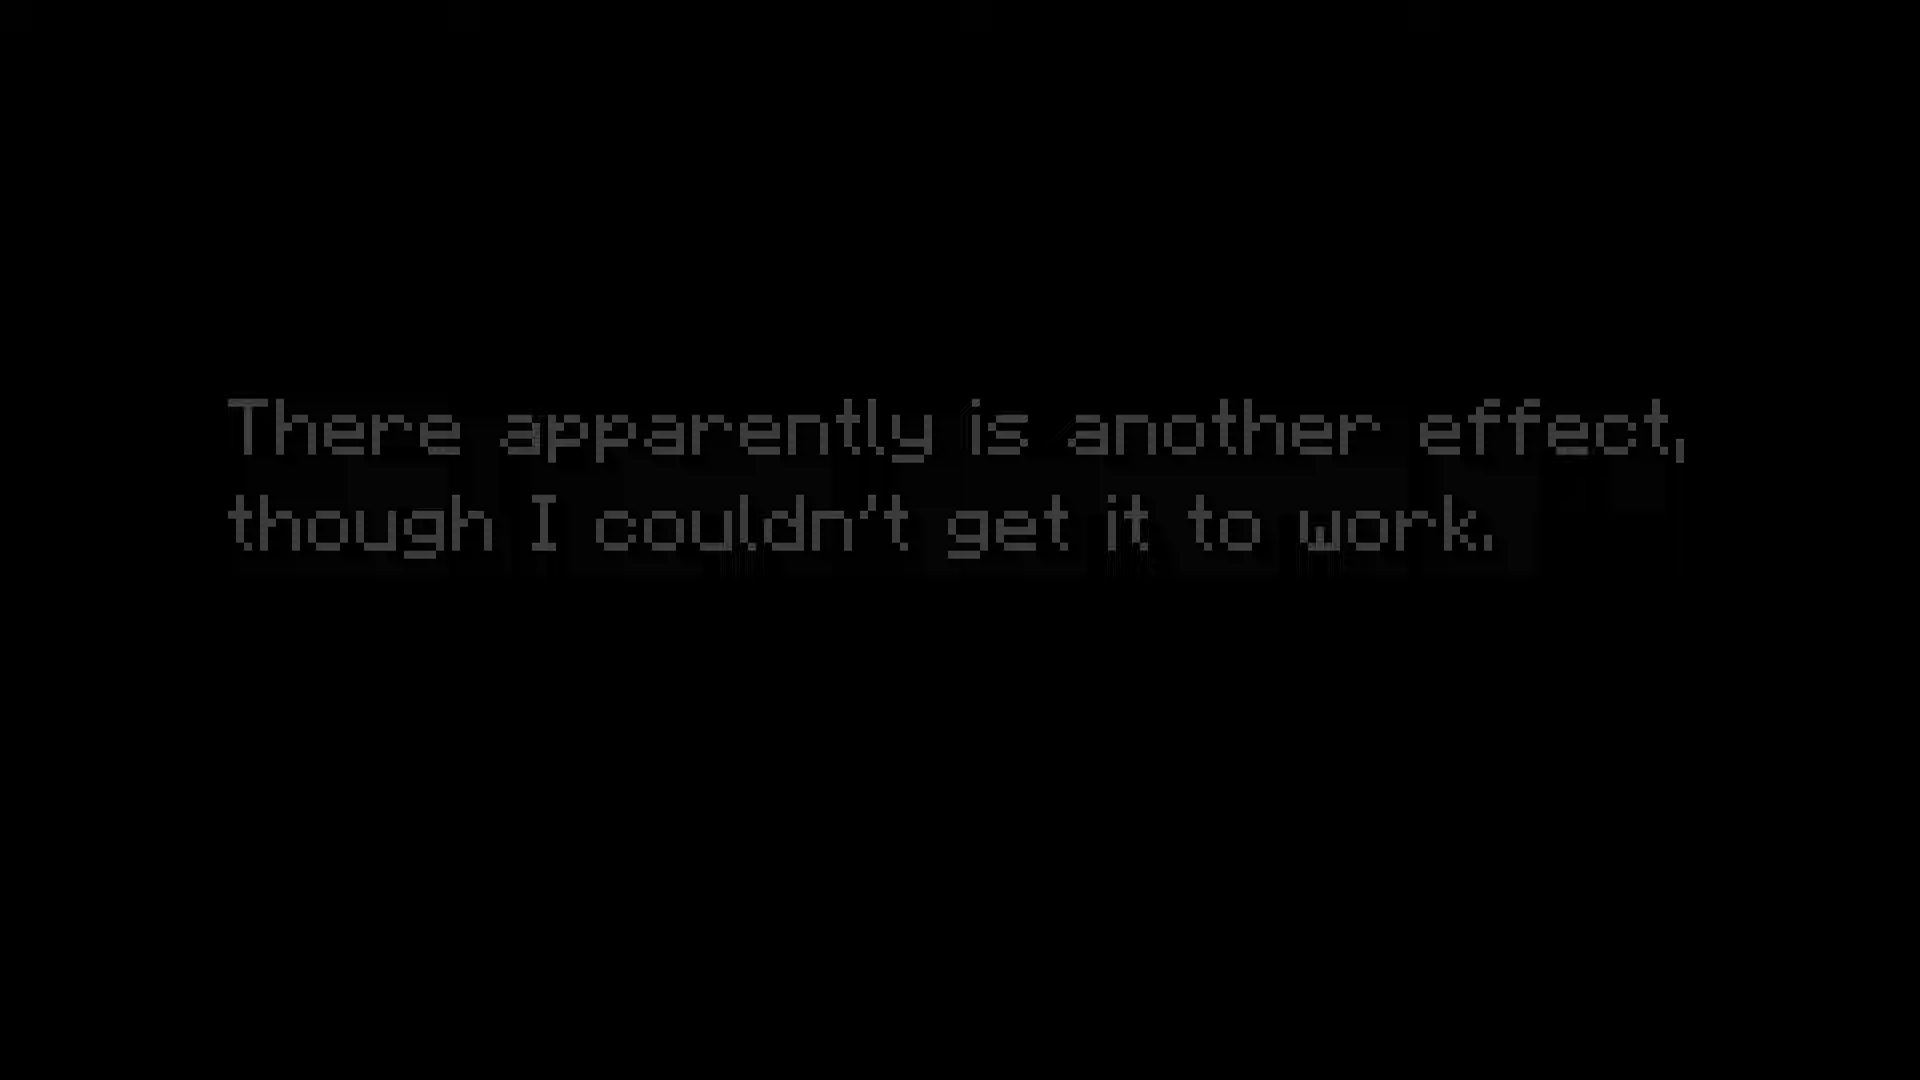 There apparently is another effect,
though I couldn't get it to work.